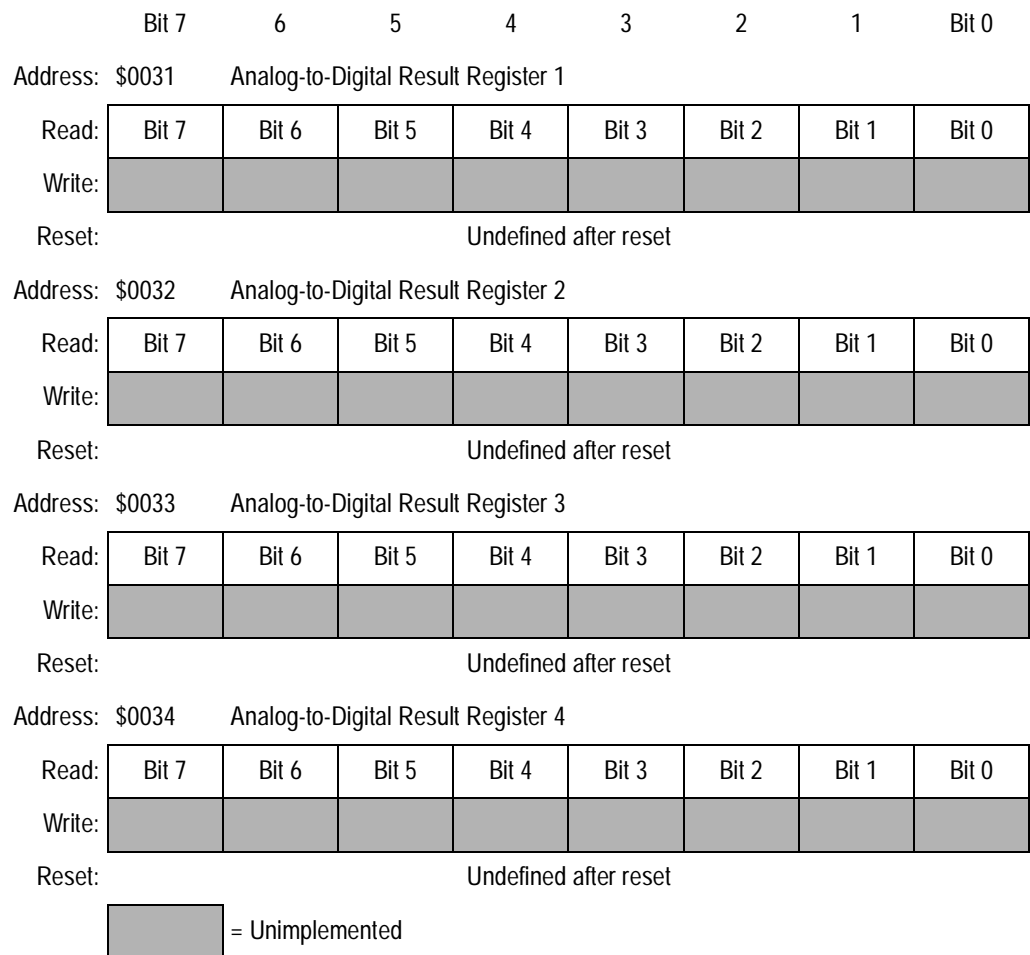 Bit 7 6 5 4 3 2 1 Bit 0
Address: $0031 Analog-to-Digital Result Register 1
Read: Bit 7 Bit 6 Bit 5 Bit 4 Bit 3 Bit 2 Bit 1 Bit 0
Write:
Reset: Undefined after reset
Address: $0032 Analog-to-Digital Result Register 2
Read: Bit 7 Bit 6 Bit 5 Bit 4 Bit 3 Bit 2 Bit 1 Bit 0
Write:
Reset: Undefined after reset
Address: $0033 Analog-to-Digital Result Register 3
Read: Bit 7 Bit 6 Bit 5 Bit 4 Bit 3 Bit 2 Bit 1 Bit 0
Write:
Reset: Undefined after reset
Address: $0034 Analog-to-Digital Result Register 4
Read: Bit 7 Bit 6 Bit 5 Bit 4 Bit 3 Bit 2 Bit 1 Bit 0
Write:
Reset: Undefined after reset
= Unimplemented